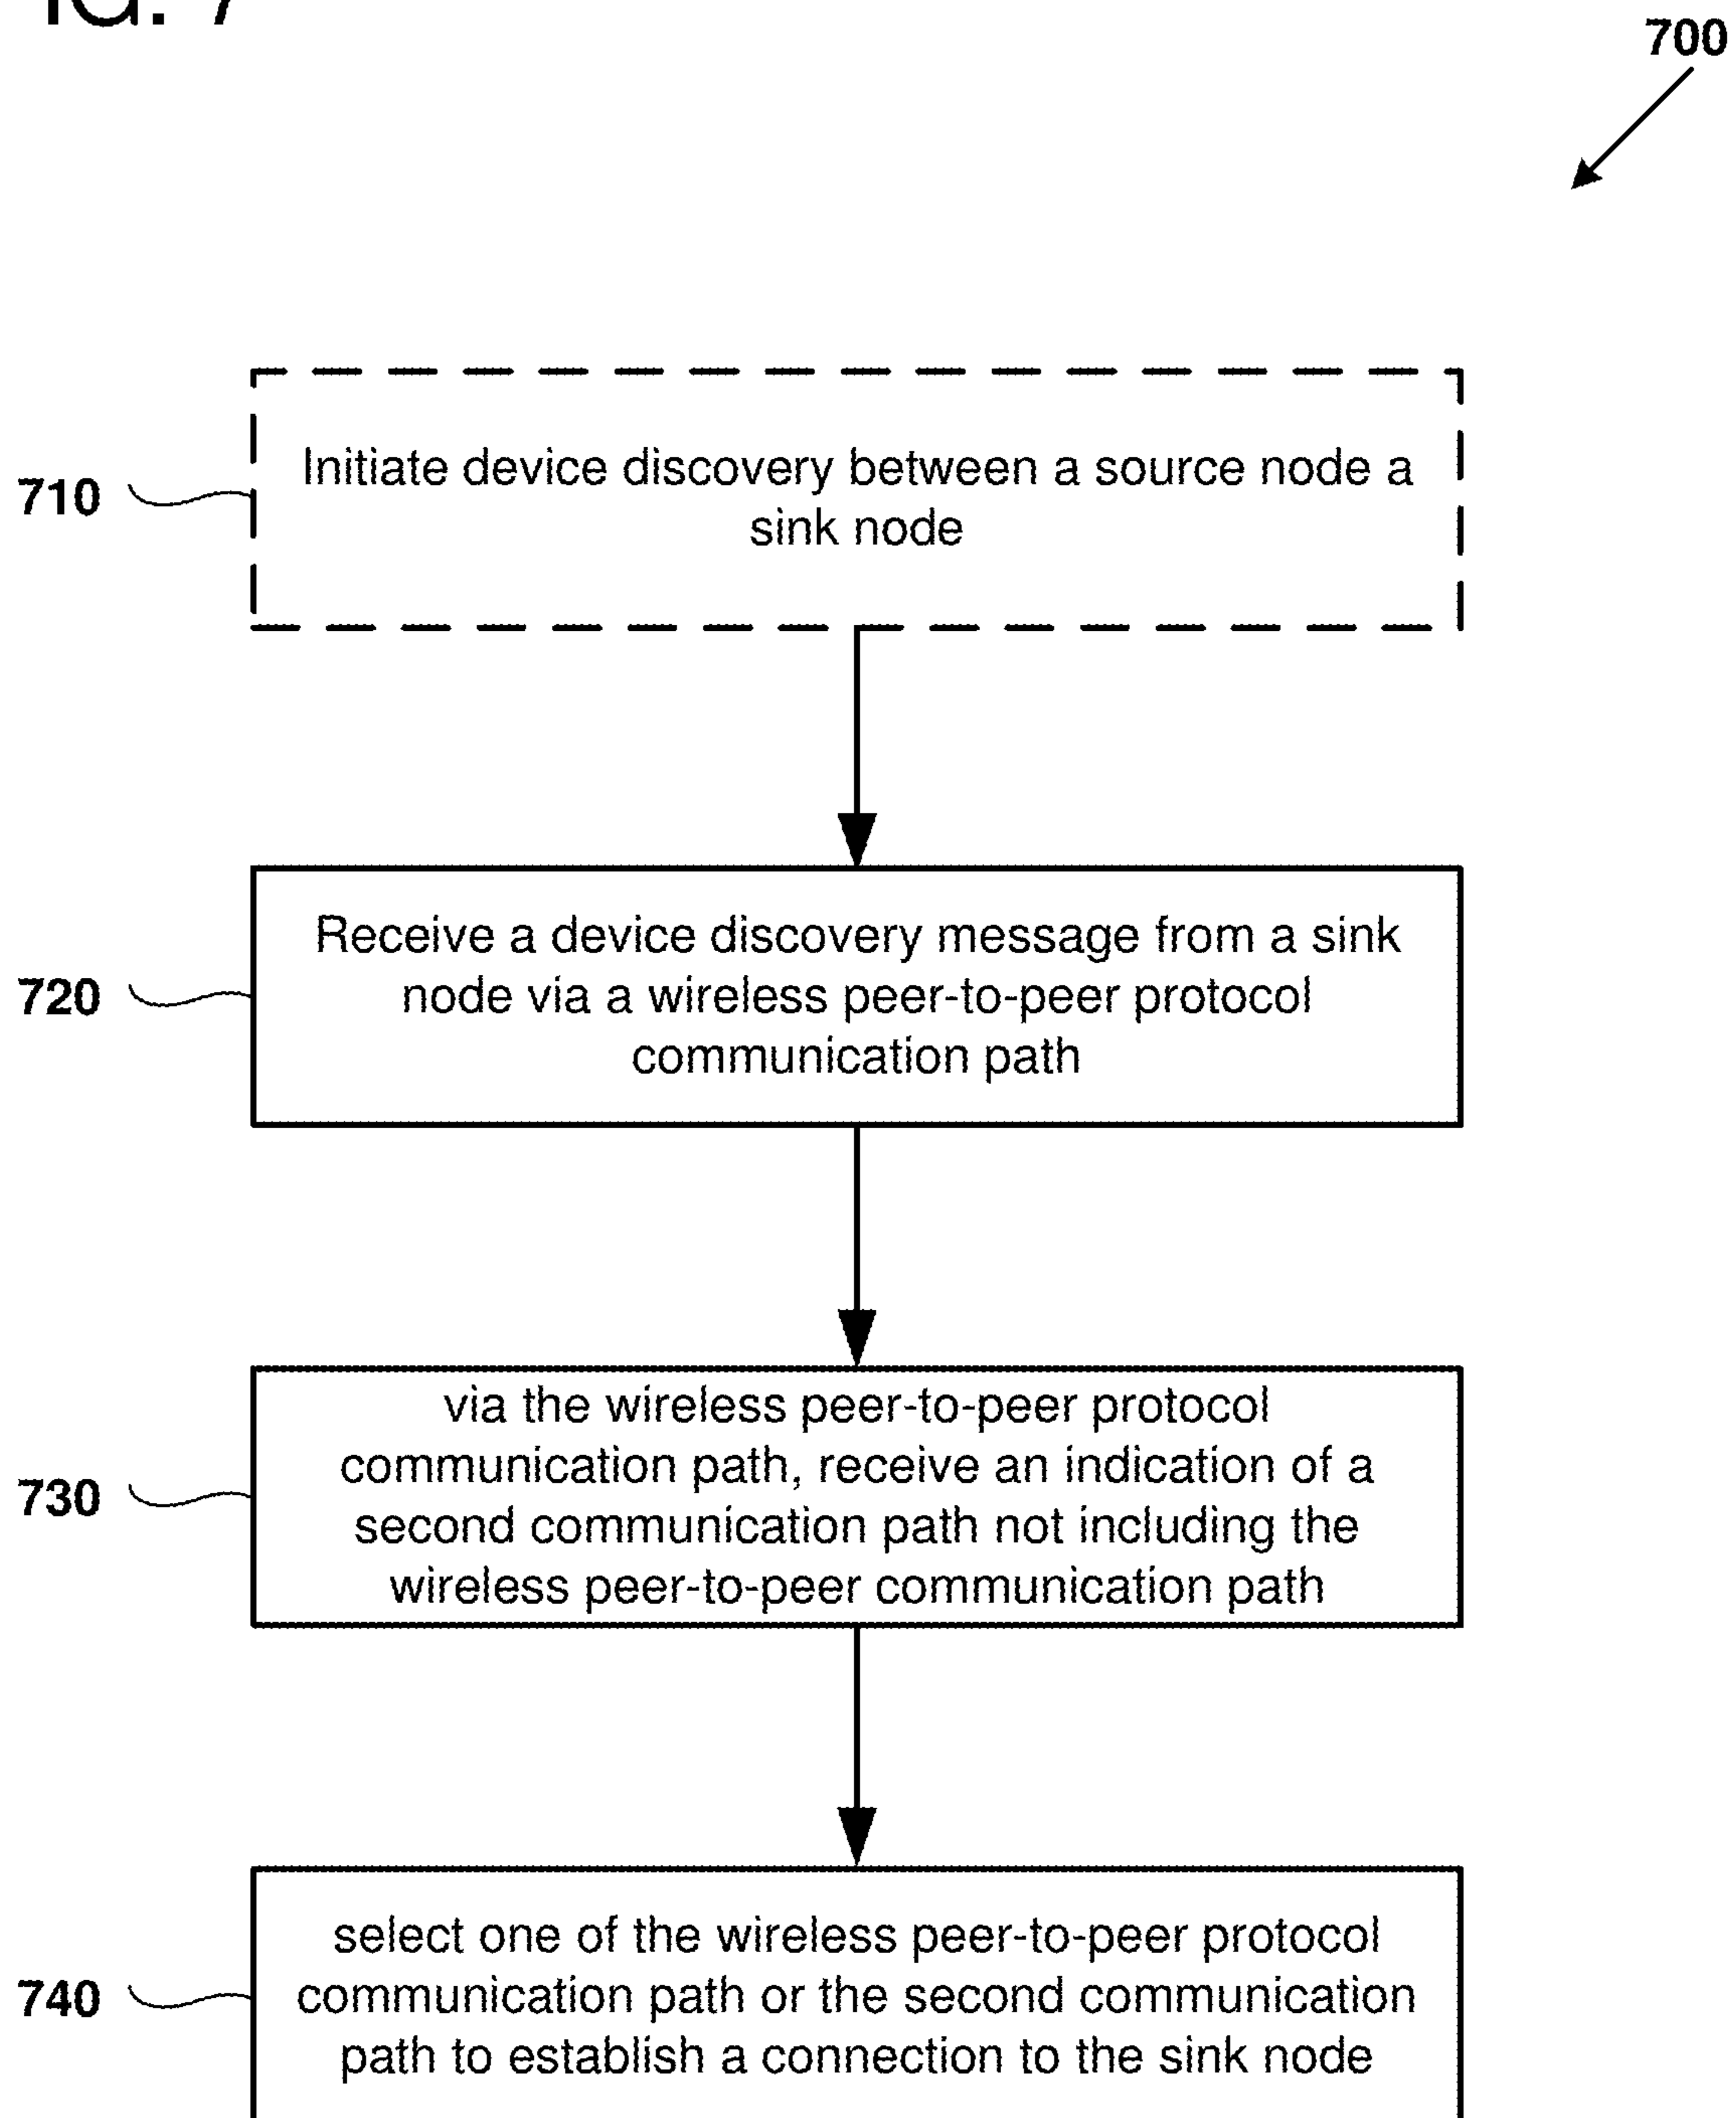 FIG. 7
700
710
Initiate device discovery between a source node a
sink node
720
Receive a device discovery message from a sink
node via a wireless peer-to-peer protocol
communication path
730
via the wireless peer-to-peer protocol
communication path, receive an indication of a
second communication path not including the
wireless peer-to-peer communication path
740
select one of the wireless peer-to-peer protocol
communication path or the second communication
path to establish a connection to the sink node